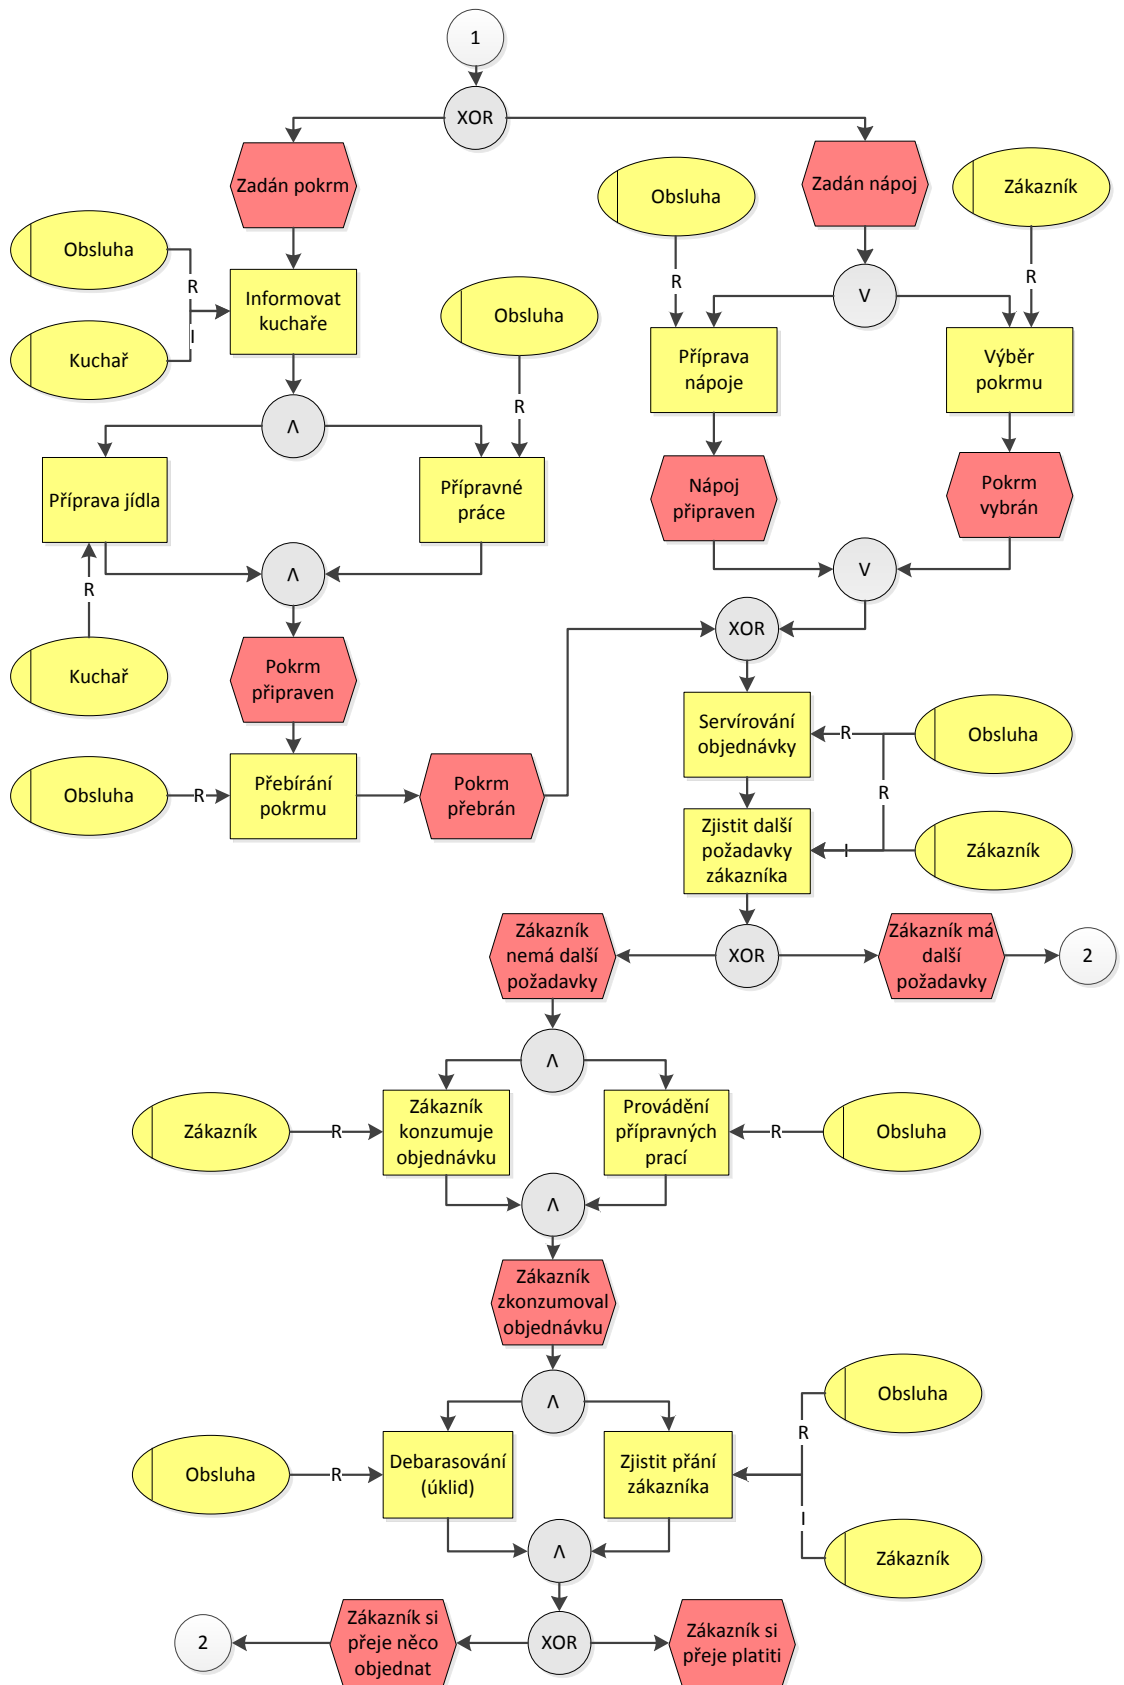 1
XOR
Zadán pokrm
Zadán nápoj
Obsluha
Zákazník
Obsluha
R
Informovat
kuchaře
I
Kuchař
Obsluha
R
R
R
V
Příprava
nápoje
Výběr
pokrmu
Λ
Příprava jídla
Přípravné
práce
Nápoj
připraven
Pokrm
vybrán
Λ
V
R
Kuchař
XOR
Pokrm
připraven
Obsluha
R
Přebírání
pokrmu
Pokrm
přebrán
Servírování
objednávky
R
Obsluha
R
Zjistit další
požadavky
zákazníka
I
Zákazník
Zákazník
nemá další
požadavky
XOR
Zákazník má
další
požadavky
2
Λ
Zákazník
R
Zákazník
konzumuje
objednávku
Provádění
přípravných
prací
R
Obsluha
Λ
Zákazník
zkonzumoval
objednávku
Λ
Obsluha
R
Obsluha
R
Debarasování
(úklid)
Zjistit přání
zákazníka
I
Zákazník
Λ
2
Zákazník si
přeje něco
objednat
XOR
Zákazník si
přeje platiti